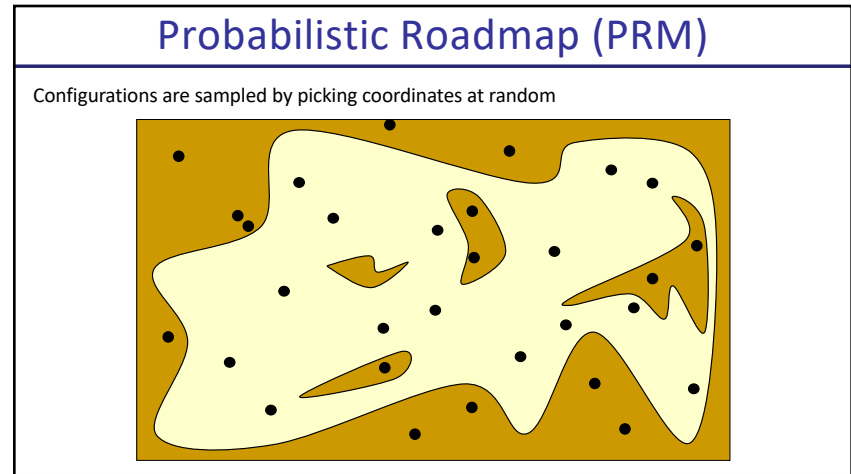 Probabilistic Roadmap (PRM)
Configurations are sampled by picking coordinates at random